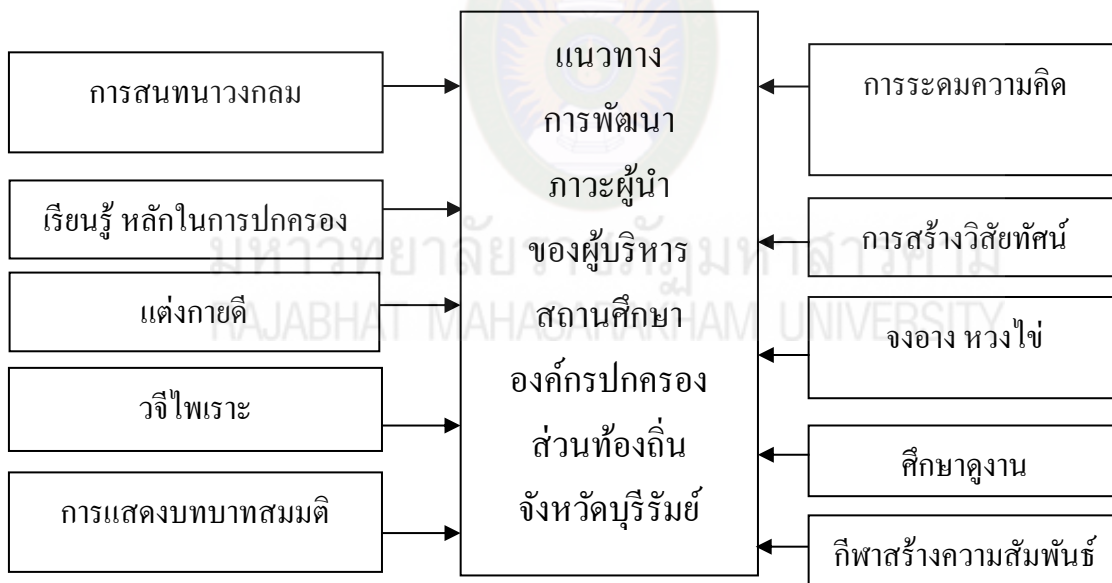 การสนทนาวงกลม
เรียนรู้ หลักในการปกครอง
แต่งกายดี
วจีไพเราะ
การแสดงบทบาทสมมติ
แนวทาง
การพัฒนา
ภาวะผู้นำ
ของผู้บริหาร
สถานศึกษา
องค์กรปกครอง
ส่วนท้องถิ่น
จังหวัดบุรีรัมย์
การระดมความคิด
การสร้างวิสัยทัศน์
จงอาง หวงไข่
ศึกษาดูงาน
กีฬาสร้างความสัมพันธ์
มหาวิทยาลัยราชภัฏมหาสารคาม
RAJABHAT MAHASARAKHAM UNIVERSITY